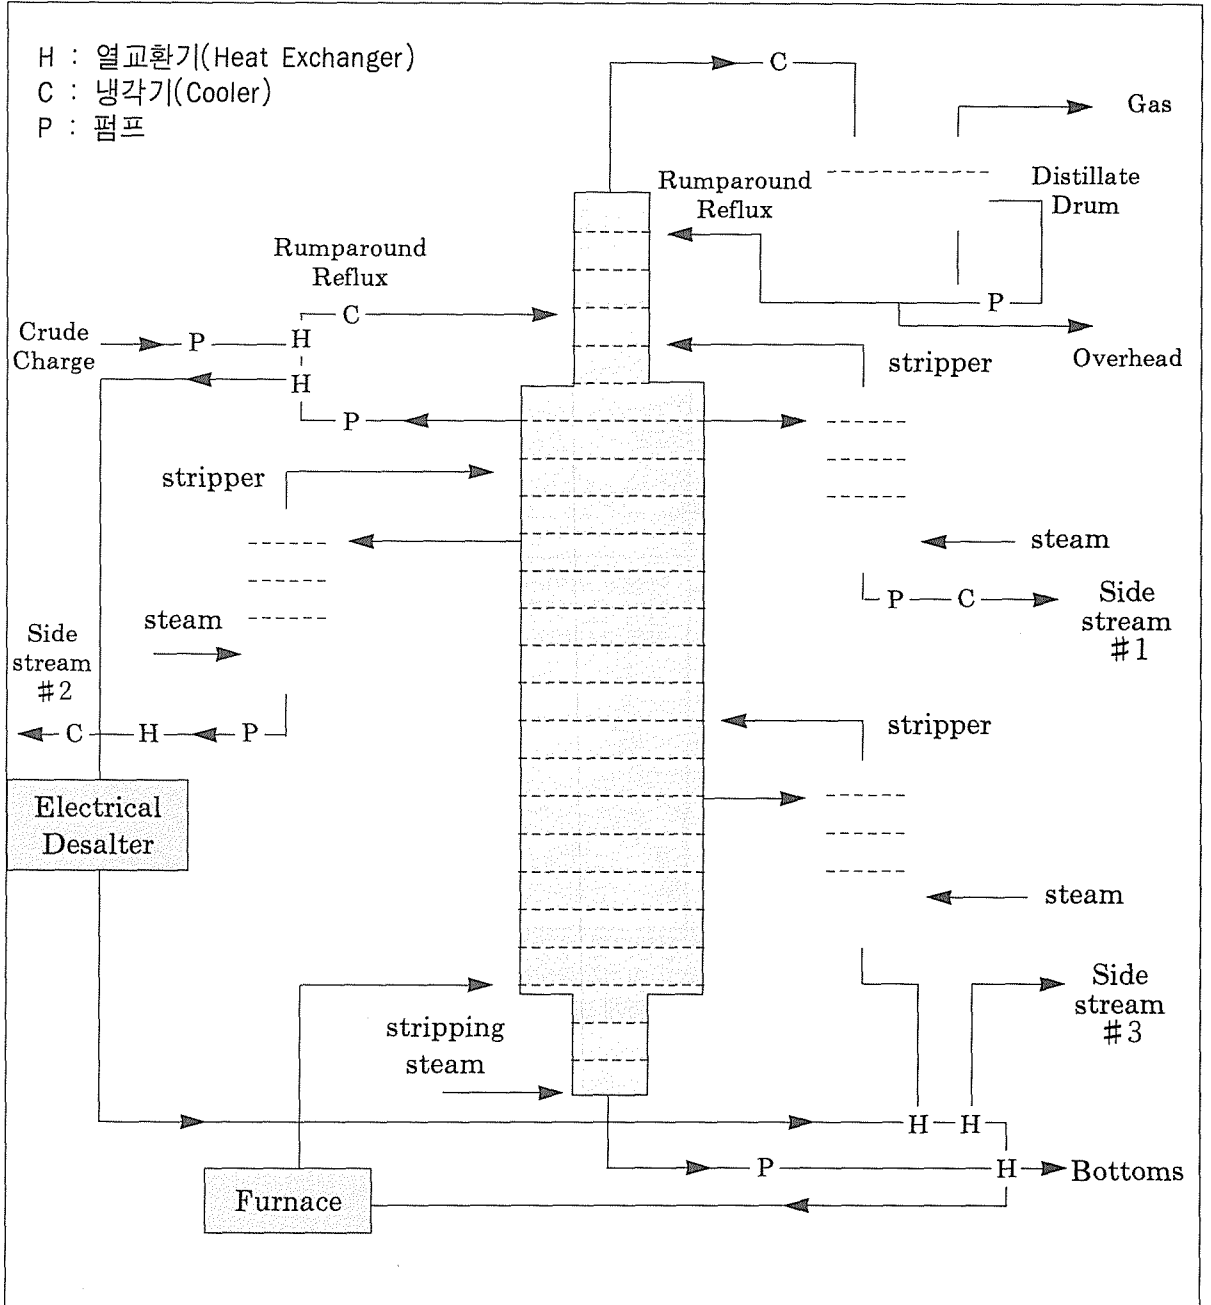 H : 열교환기(Heat Exchanger)
C : 냉각기(Cooler)
P : 펌프
C
Gas
Rumparound
Reflux
Distillate
Drum
P
Overhead
Rumparound
Reflux
C
Crude
Charge
P
H
H
P
stripper
stripper
steam
P
C
Side
stream
#1
steam
Side
stream
#2
C
H
P
stripper
Electrical
Desalter
steam
Side
stream
#3
stripping
steam
H
H
P
H
Bottoms
Furnace